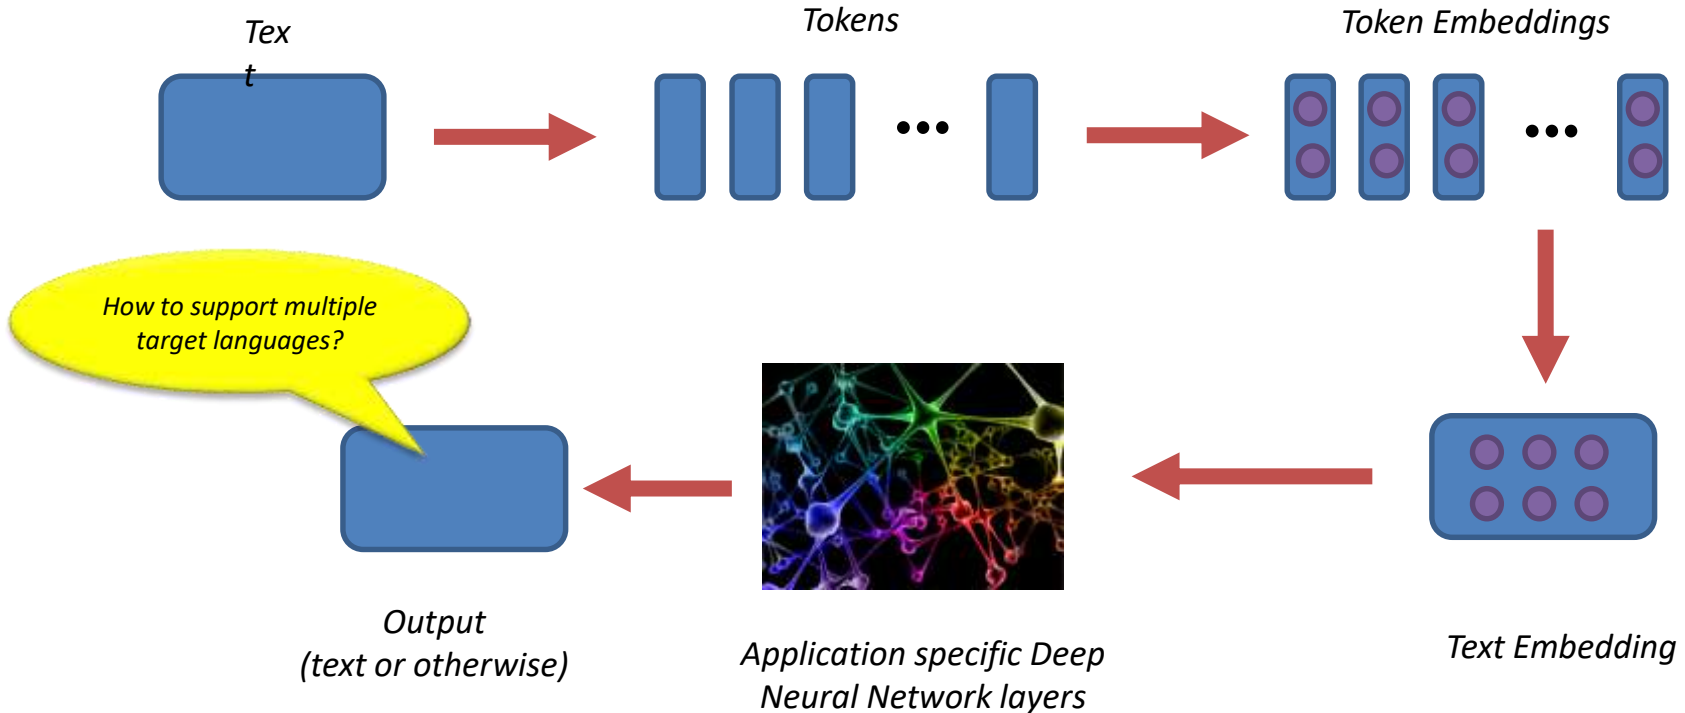 Tex
t
Tokens
Token Embeddings
•••
•••
How to support multiple
target languages?
Output
(text or otherwise)
Application specific Deep
Neural Network layers
Text Embedding